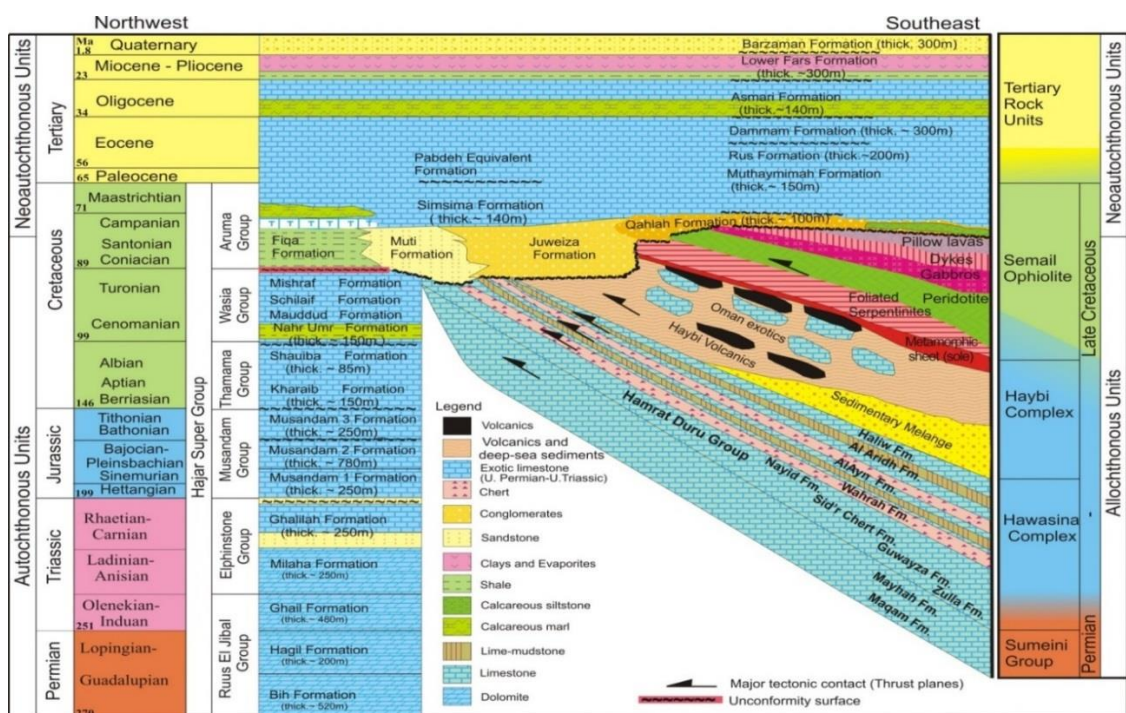 Northwest
Southeast
Neoautochthonous Units
Autochthonous Units
Tertiary
Cretaceous
Jurassic
Triassic
Permian
Ma
1.8
Quaternary
Miocene - Pliocene
23
Oligocene
34
Eocene
56
Paleocene
65
Maastrichtian
71
Campanian
Santonian
Coniacian
89
Turonian
Cenomanian
99
Albian
Aptian
Berriasian
146
Tithonian
Bathonian
Bajocian-
Pleinsbachian
Sinemurian
Hettangian
199
Rhaetian-
Carnian
Ladinian-
Anisian
Olenekian-
Induan
251
Lopingian-
Guadalupian
Hajar Super Group
Aruma
Group
Wasia
Group
Thamama
Group
Musandam
Group
Elphinstone
Group
Ruus El Jibal
Group
Barzaman Formation (thick, 300m)
Lower Fars Formation
(thick. ~300m)
Asmari Formation
(thick.~140m)
Dammam Formation (thick. ~ 300m)
Rus Formation (thick.~200m)
Muthaymimah Formation
(thick.~ 150m)
Pabdeh Equivalent
Formation
Simsima Formation
(thick.~ 140m)
Qahlah Formation (thick.~ 100m)
T T T T T
Fiqa
Formation
Muti
Formation
Juweiza Formation
Mishraf Formation
Schilaif Formation
Mauddud Formation
Nahr Umr Formation
(thick.~ 150m)
Shauiba Formation
(thick.~ 85m)
Kharaib Formation
(thick.~ 150m)
Musandam 3 Formation
(thick.~ 250m)
Musandam 2 Formation
(thick.~ 780m)
Musandam 1 Formation
(thick.~ 250m)
Ghalilah Formation
(thick. ~ 250m)
Milaha Formation
(thick.~ 250m)
Ghail Formation
(thick.~ 460m)
Hagil Formation
(thick.~ 200m)
Bih Formation
(thick.~ 520m)
Pillow lavas
Dykes
Gabbros
Peridotite
Foliated
Serpentinites
Metamorphic
sheet (sole)
Oman exotics
Haybi Volcanics
Sedimentary Melange
Haliw Fm.
Al Aridh Fm.
AlAyn Fm.
Wahrah Fm.
Hamrat Duru Group
Nayid Fm.
Sid'r Chert Fm.
Guwayza Fm.
Zulla Fm.
Mayhah Fm.
Maqam Fm.
Legend
Volcanics
Volcanics and
deep-sea sediments
Exotic limestone
(U. Permian-U.Triassic)
Chert
Conglomerates
Sandstone
Clays and Evaporites
Shale
Calcareous siltstone
Calcareous marl
Lime-mudstone
Limestone
Dolomite
Major tectonic contact (Thrust planes)
Unconformity surface
Tertiary
Rock
Units
Semail
Ophiolite
Haybi
Complex
Hawasina
Complex
Sumeini
Group
Late Cretaceous
-
Permian
Neoautochthonous Units
Allochthonous Units